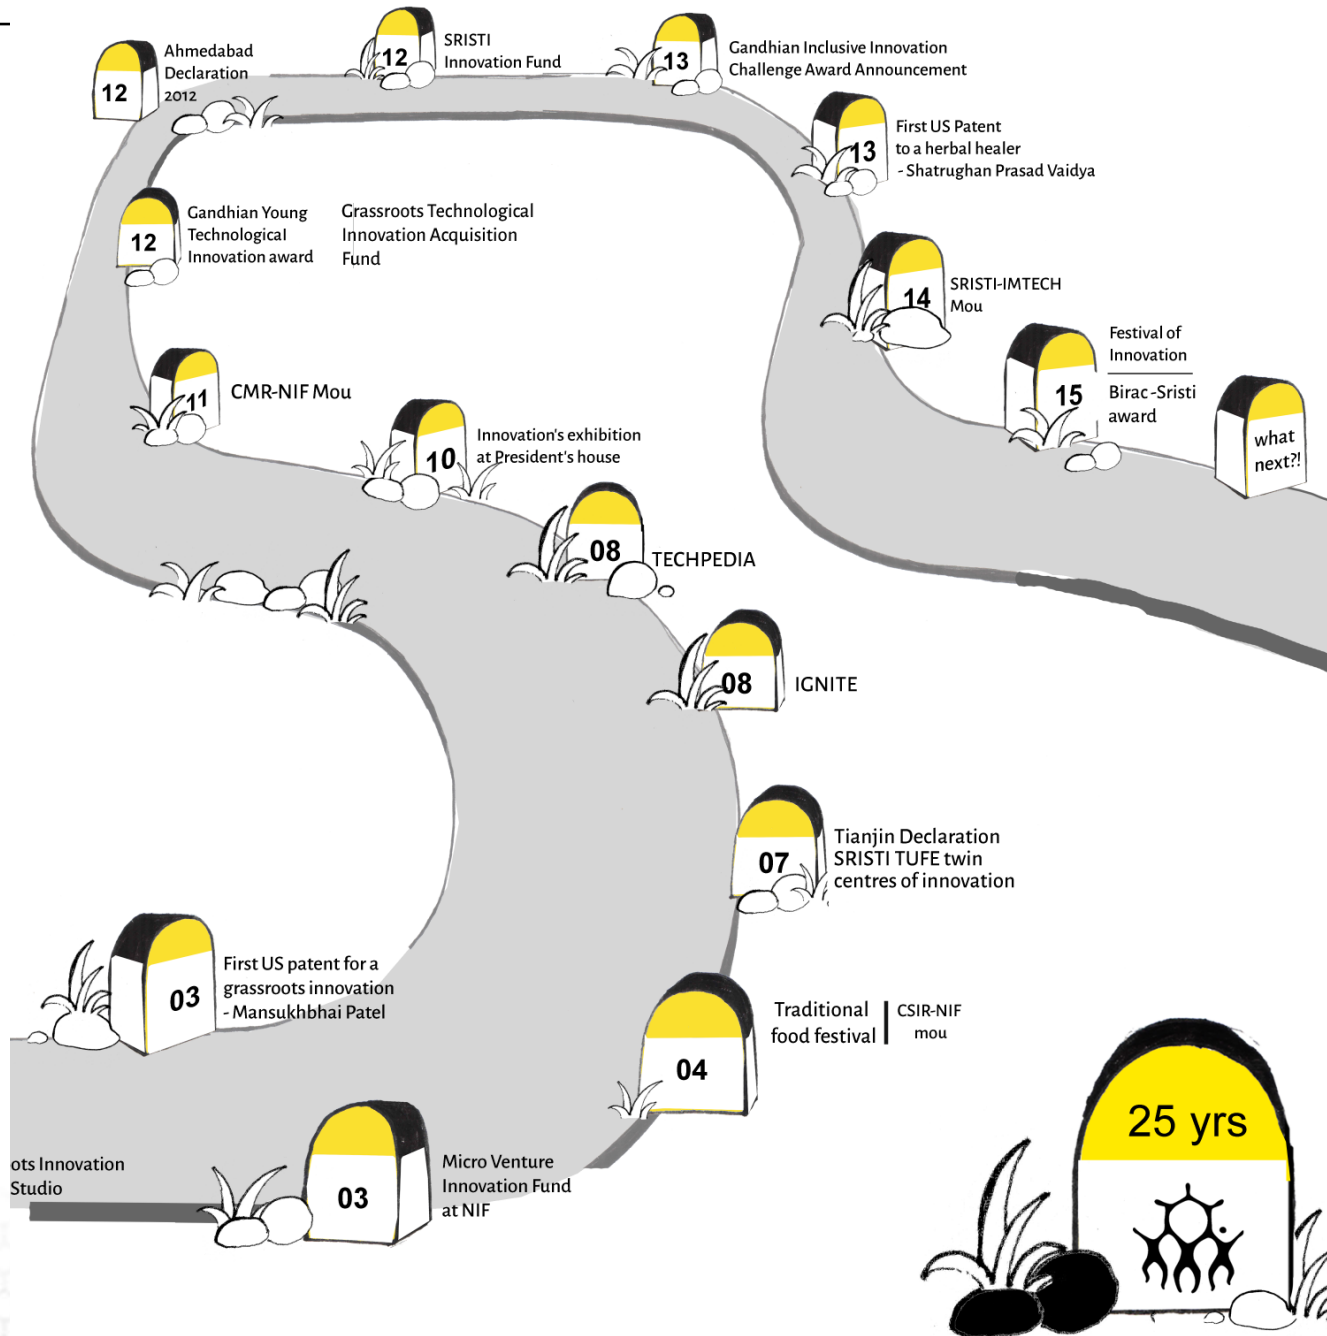 12
Ahmedabad
Declaration
2012
12
SRISTI
Innovation Fund
13
Gandhian Inclusive Innovation
Challenge Award Announcement
13
First US Patent
to a herbal healer
- Shatrughan Prasad Vaidya
12
Gandhian Young
Technological
Innovation award
Grassroots Technological
Innovation Acquisition
Fund
14
SRISTI-IMTECH
Mou
15
Festival of
Innovation
Birac-Sristi
award
what
next?!
11
CMR-NIF Mou
10
Innovation's exhibition
at President's house
08
TECHPEDIA
08
IGNITE
07
Tianjin Declaration
SRISTI TUFE twin
centres of innovation
03
First US patent for a
grassroots innovation
- Mansukhbhai Patel
04
Traditional
food festival
CSIR-NIF
mou
ots Innovation
Studio
03
Micro Venture
Innovation Fund
at NIF
25 yrs